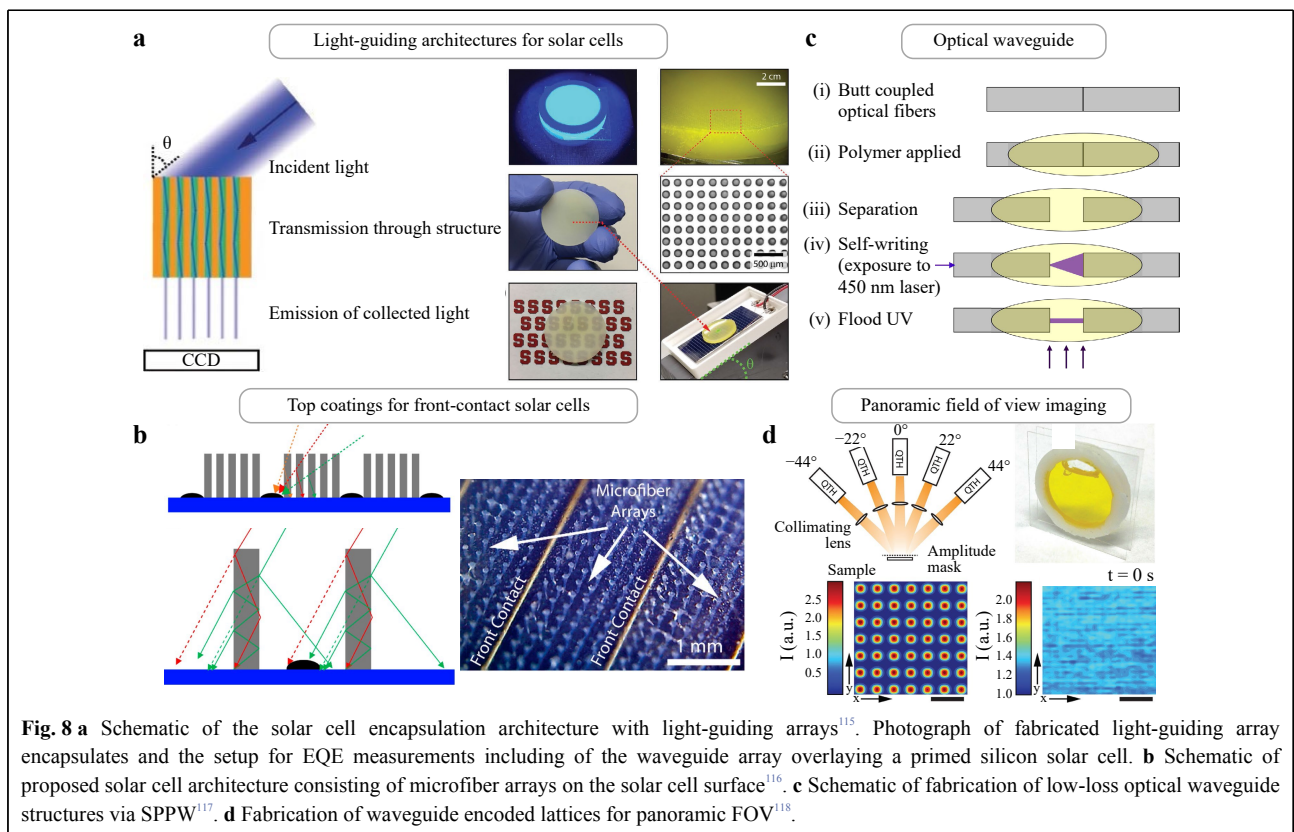 a
Light-guiding architectures for solar cells
θ
Incident light
Transmission through structure
Emission of collected light
CCD
2 cm
500 μm
SSSSSS
SSSSSS
SSSSSS
SSSSSS
θ
c
Optical waveguide
(i) Butt coupled
optical fibers
(ii) Polymer applied
(iii) Separation
(iv) Self-writing
(exposure to
450 nm laser)
(v) Flood UV
Top coatings for front-contact solar cells
b
Microfiber
Arrays
Front Contact
Front Contact
1 mm
Panoramic field of view imaging
d
−44°
−22°
0°
22°
44°
QTH
QTH
QTH
QTH
QTH
Collimating
lens
Amplitude
mask
Sample
t = 0 s
I (a.u.)
2.5
2.0
1.5
1.0
0.5
y
x
I (a.u.)
2.0
1.8
1.6
1.4
1.2
1.0
y
x
Fig. 8 a Schematic of the solar cell encapsulation architecture with light-guiding arrays115. Photograph of fabricated light-guiding array
encapsulates and the setup for EQE measurements including of the waveguide array overlaying a primed silicon solar cell. b Schematic of
proposed solar cell architecture consisting of microfiber arrays on the solar cell surface116. c Schematic of fabrication of low-loss optical waveguide
structures via SPPW117. d Fabrication of waveguide encoded lattices for panoramic FOV118.